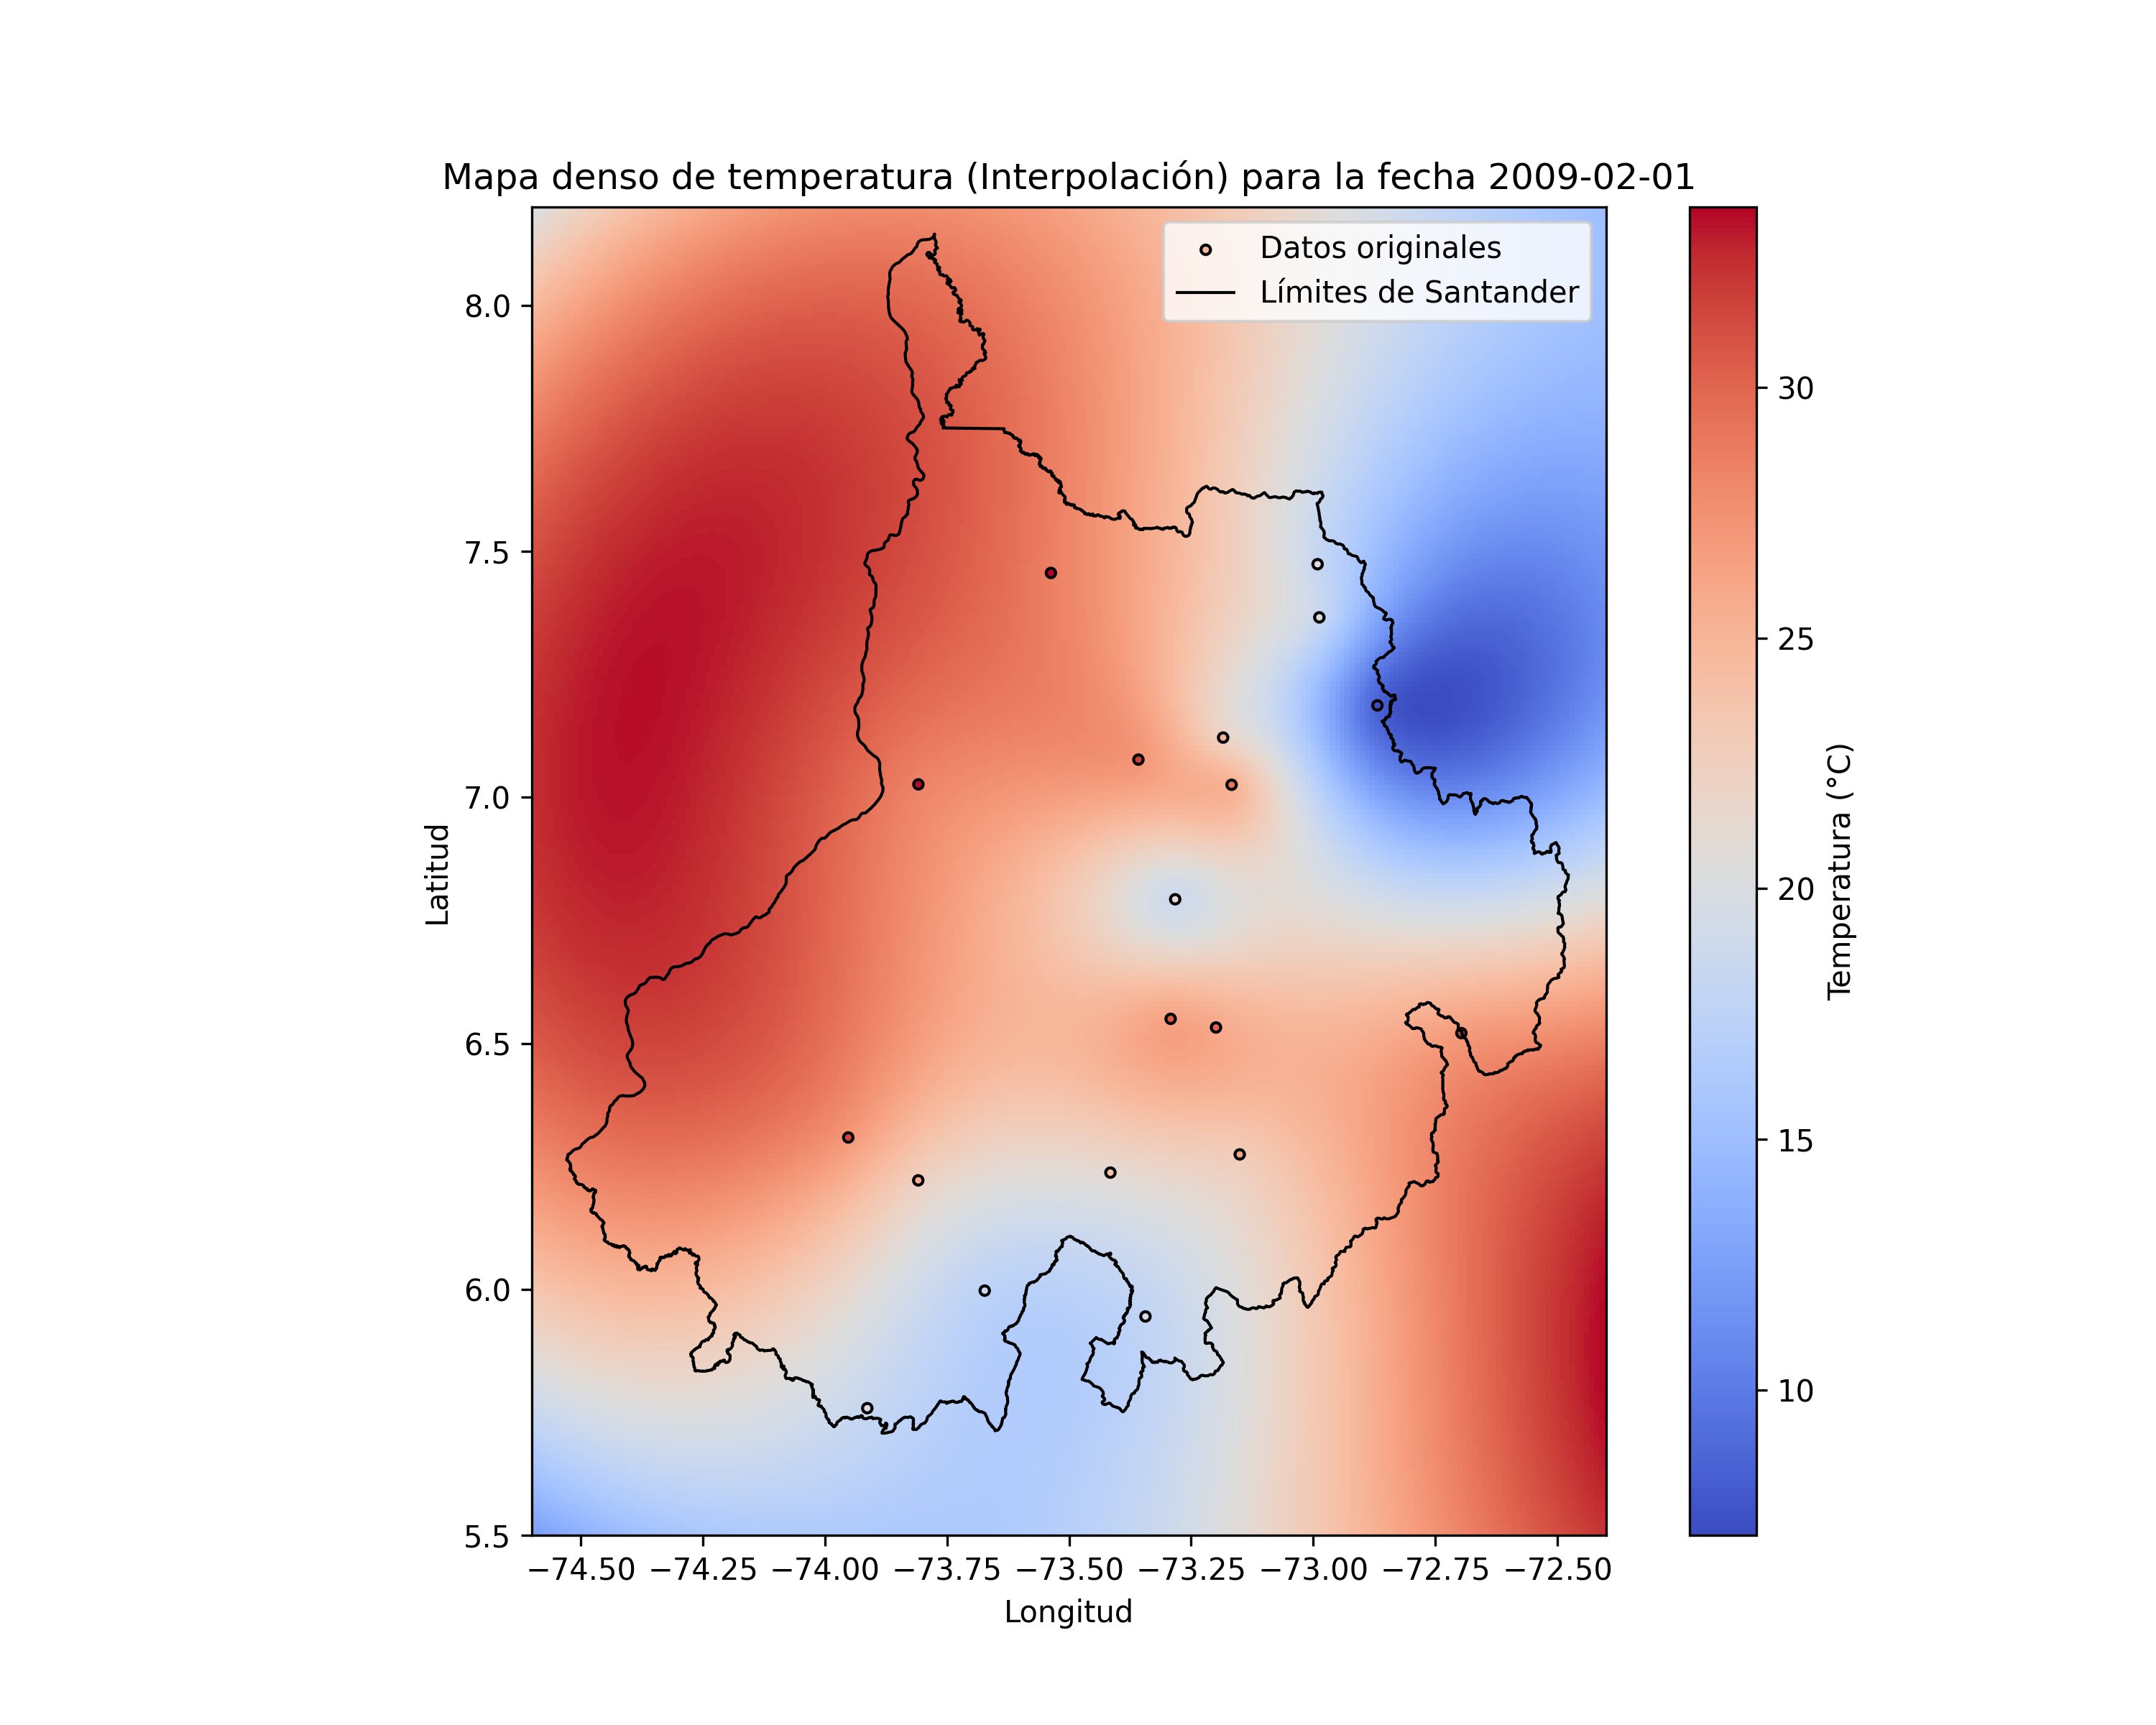 Mapa denso de temperatura (Interpolación) para la fecha 2009-02-01
Datos originales
Límites de Santander
8.0
7.5
7.0
6.5
6.0
5.5
Latitud
−74.50 −74.25 −74.00 −73.75 −73.50 −73.25 −73.00 −72.75 −72.50
Longitud
30
25
20
15
10
Temperatura (°C)